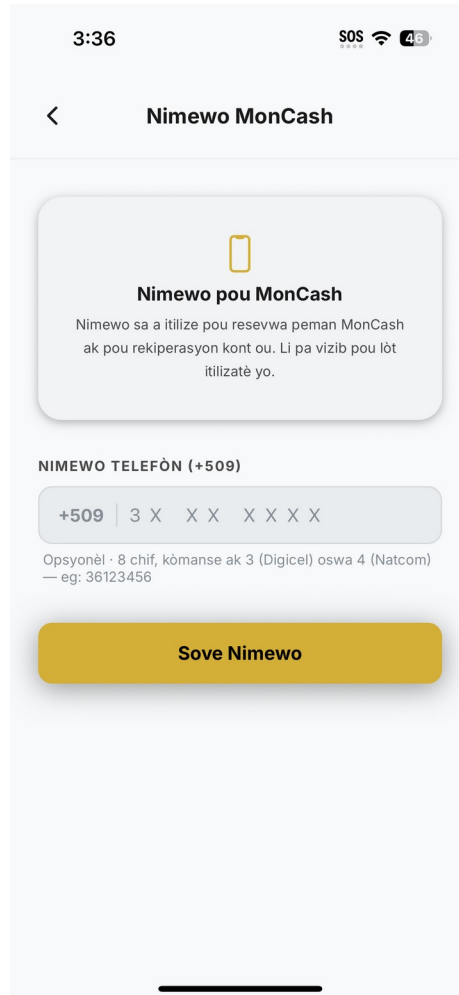 3:36
SOS
46
Nimewo MonCash
Nimewo pou MonCash
Nimewo sa a itilize pou resevwa peman MonCash
ak pou rekiperasyon kont ou. Li pa vizib pou lòt
itilizatè yo.
NIMEWO TELEFÒN (+509)
+509 3 X X X X X X X
Opsyonèl · 8 chif, kòmanse ak 3 (Digicel) oswa 4 (Natcom)
— eg: 36123456
Sove Nimewo